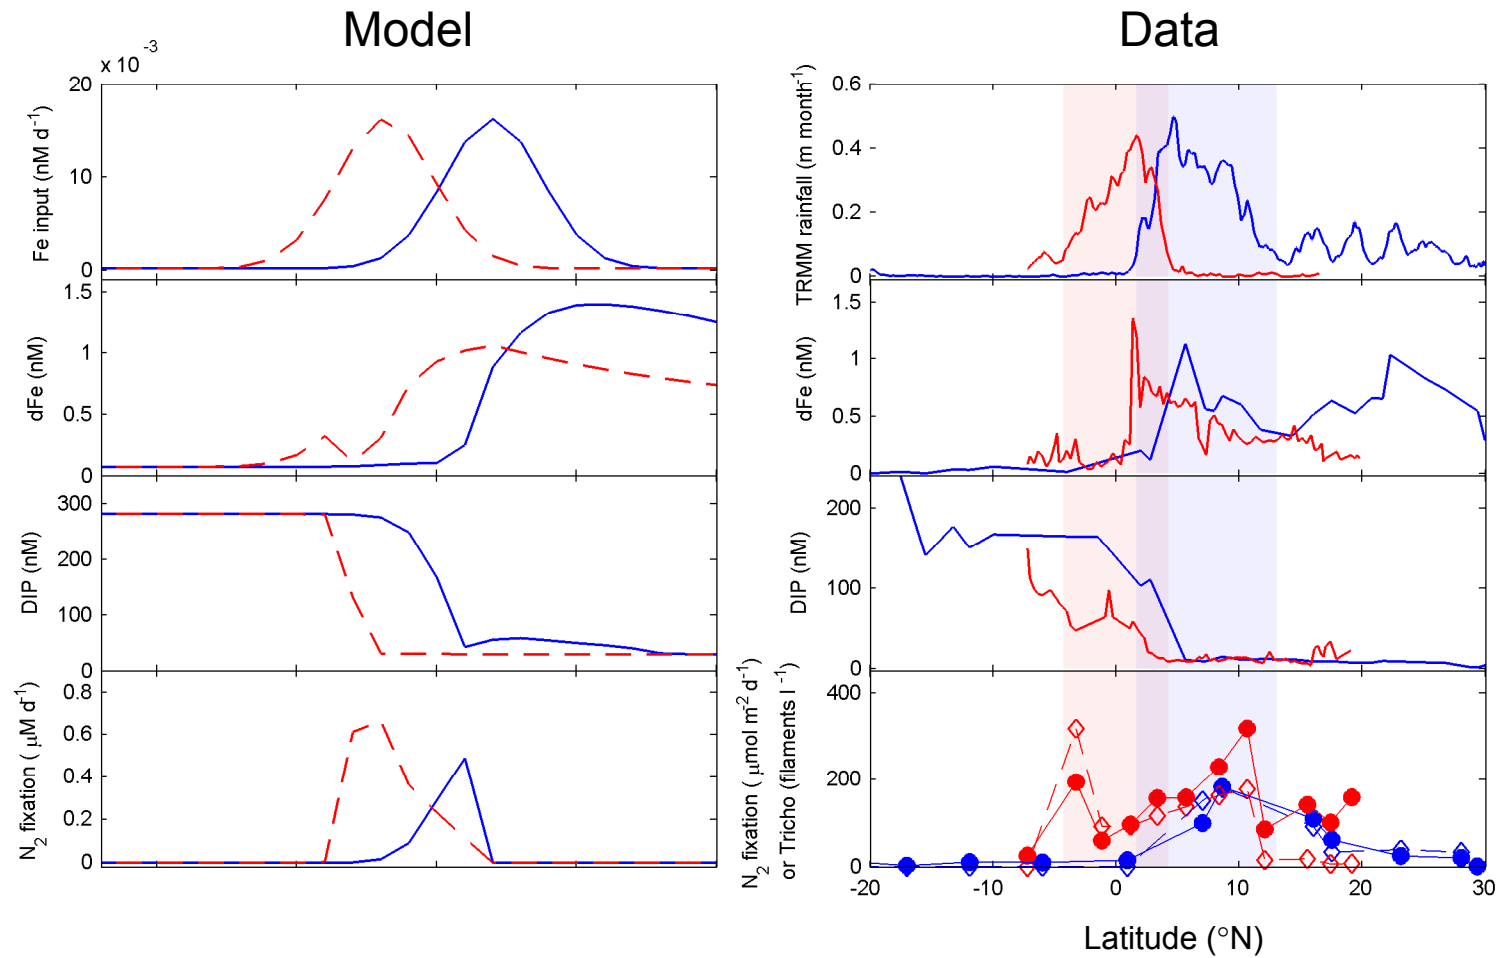 Model
Data
x 10 -3
20
10
0
Fe input (nM d-1)
0.6
0.4
0.2
0
TRMM rainfall (m month-1)
1.5
1
0.5
0
dFe (nM)
1.5
1
0.5
0
dFe (nM)
300
200
100
0
DIP (nM)
200
100
0
DIP (nM)
0.8
0.6
0.4
0.2
0
N2 fixation ( μM d-1)
400
200
0
N2 fixation ( μmol m-2 d-1)
or Tricho (filaments l -1)
-20 -10 0 10 20 30
Latitude (°N)